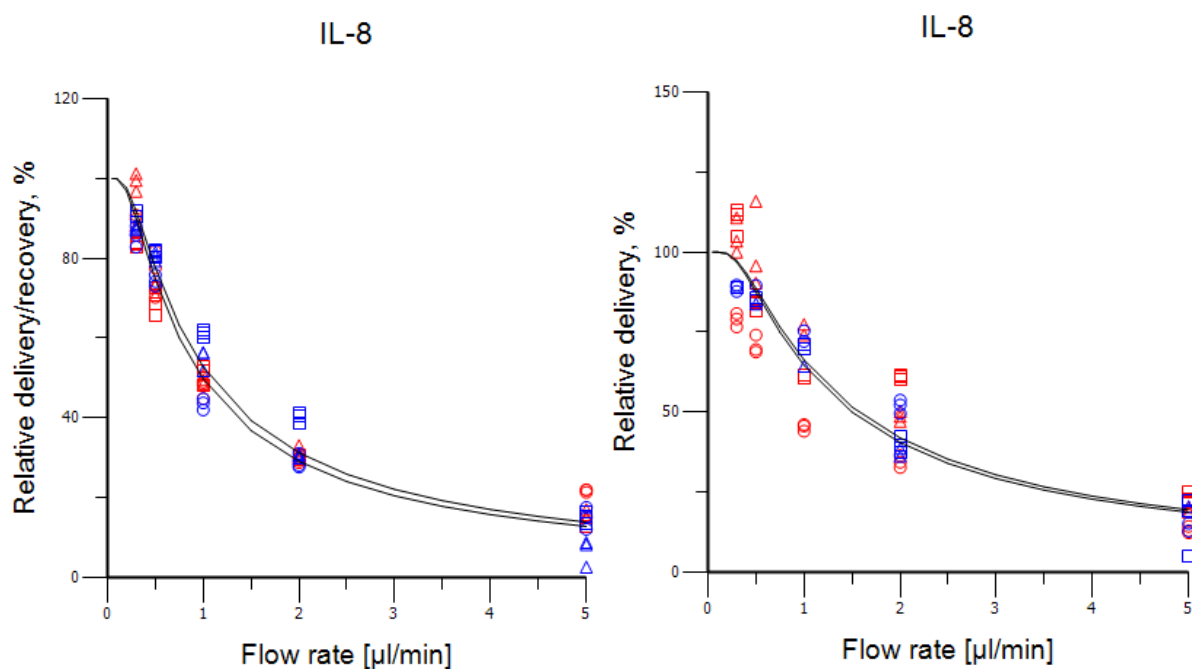 IL-8
Relative delivery/recovery, %
120
80
40
0
0 1 2 3 4 5
Flow rate [µl/min]
IL-8
Relative delivery, %
150
100
50
0
0 1 2 3 4 5
Flow rate [µl/min]